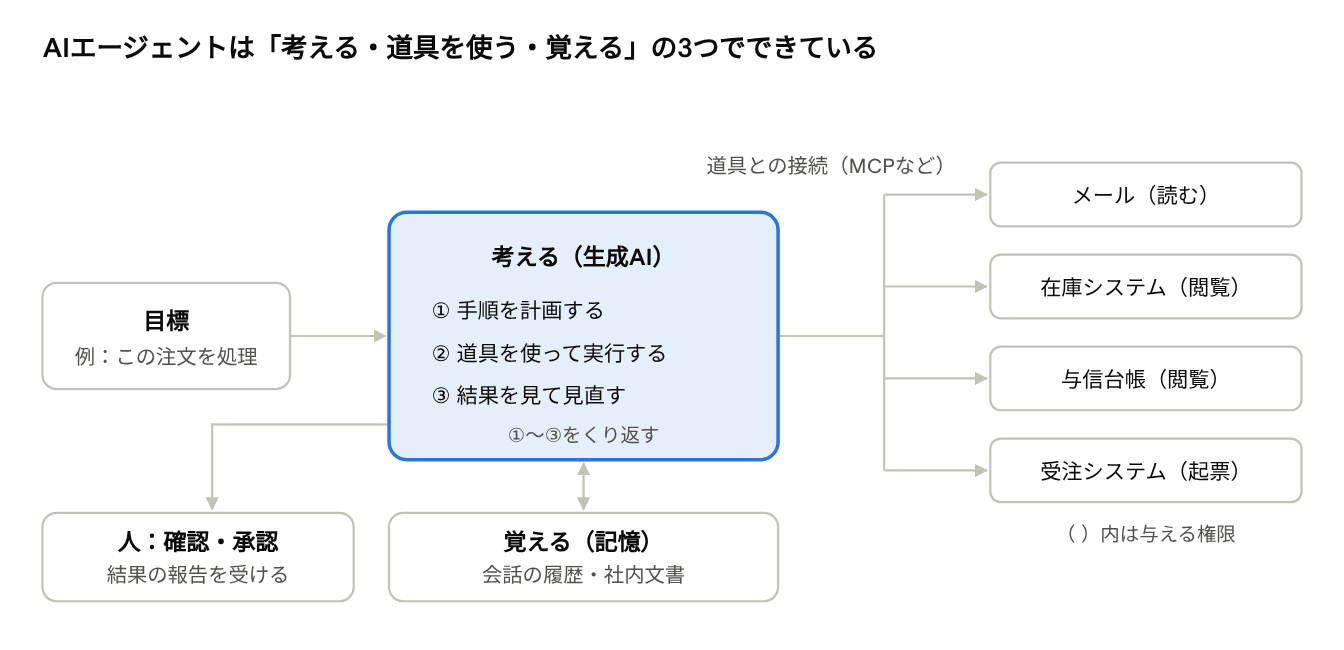 AIエージェントは「考える・道具を使う・覚える」の3つでできている
道具との接続（MCPなど）
目標
例：この注文を処理
考える（生成AI）
① 手順を計画する
② 道具を使って実行する
③ 結果を見て見直す
①〜③をくり返す
メール（読む）
在庫システム（閲覧）
与信台帳（閲覧）
受注システム（起票）
（ ）内は与える権限
人：確認・承認
結果の報告を受ける
覚える（記憶）
会話の履歴・社内文書